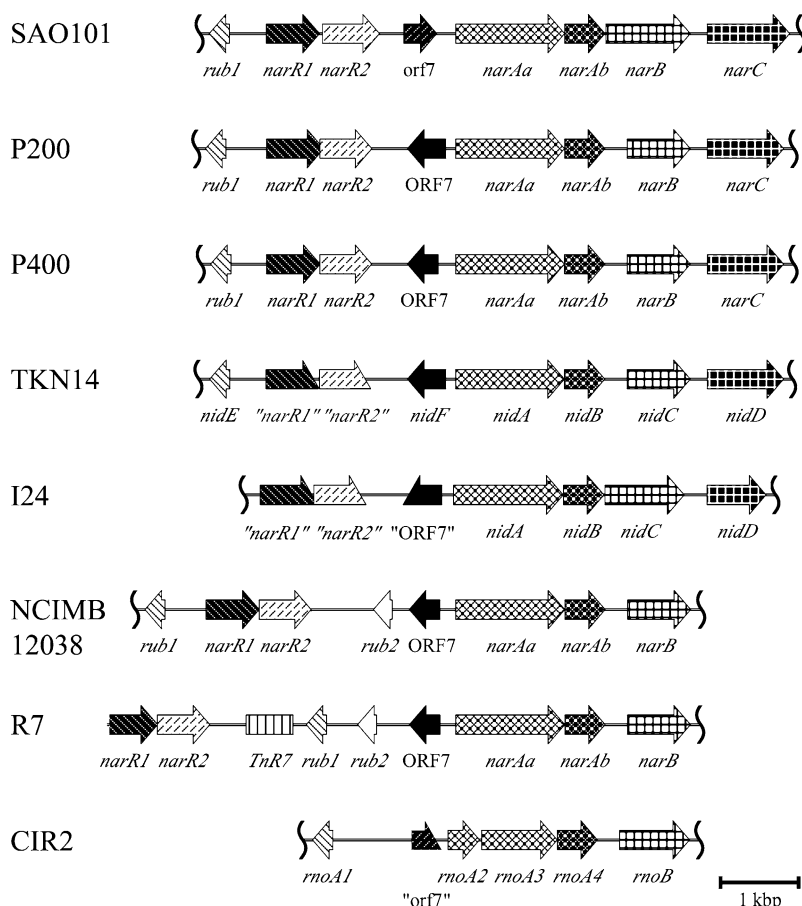 SAO101
rub1 narR1 narR2 orf7 narAa narAb narB narC
P200
rub1 narR1 narR2 ORF7 narAa narAb narB narC
P400
rub1 narR1 narR2 ORF7 narAa narAb narB narC
TKN14
nidE "narR1" "narR2" nidF nidA nidB nidC nidD
I24
"narR1" "narR2" "ORF7" nidA nidB nidC nidD
NCIMB
12038
rub1 narR1 narR2 rub2 ORF7 narAa narAb narB
R7
narR1 narR2 TnR7 rub1 rub2 ORF7 narAa narAb narB
CIR2
rnoA1 rnoA2 rnoA3 rnoA4 rnoB
"orf7"
1 kbp